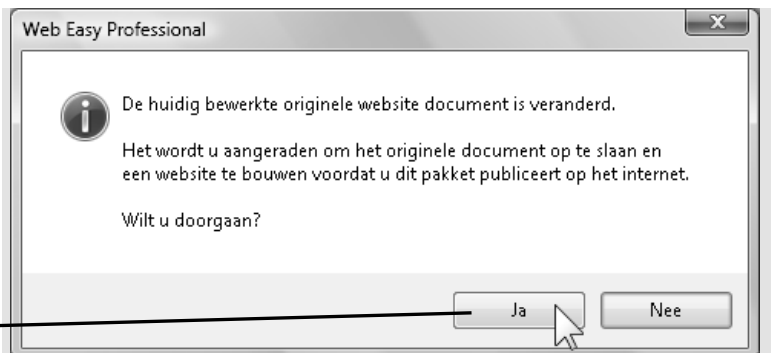 Web Easy Professional
De huidig bewerkte originele website document is veranderd.
Het wordt u aangeraden om het originele document op te slaan en
een website te bouwen voordat u dit pakket publiceert op het internet.
Wilt u doorgaan?
Ja
Nee